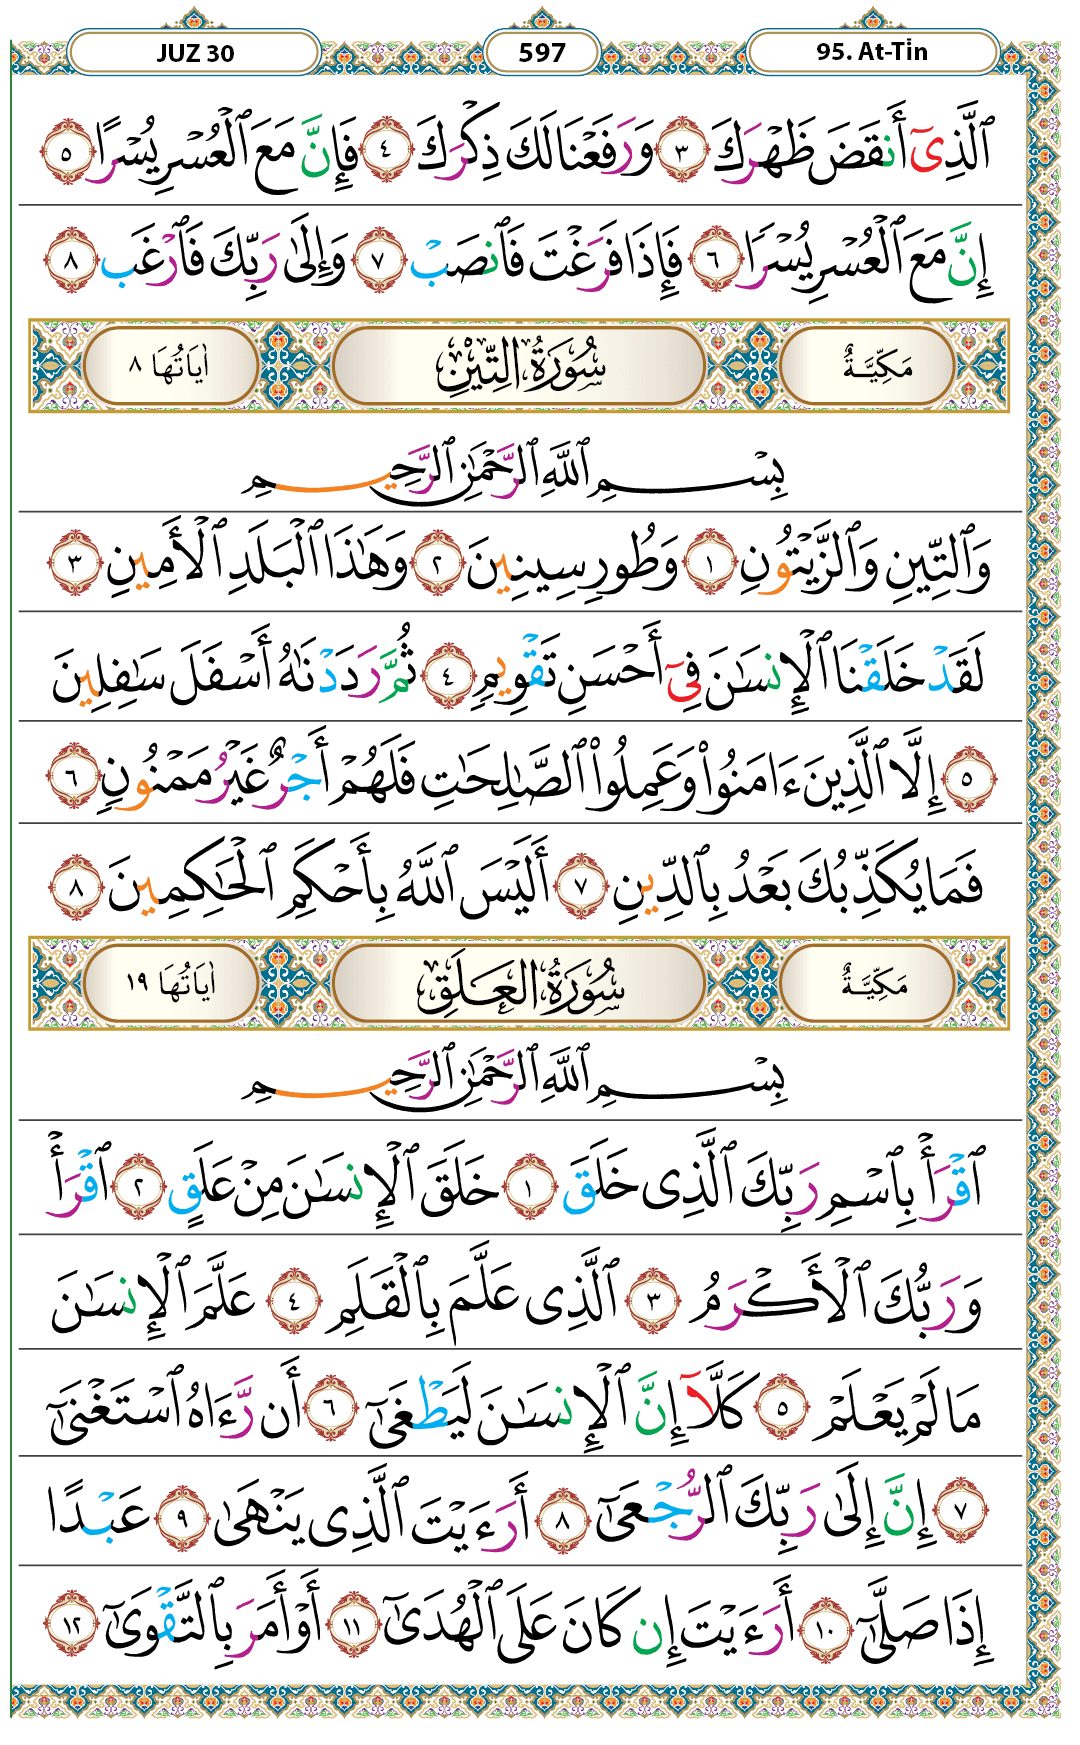 JUZ 30
597
95. At-Tin
ٱلَّذِىٓ أَنقَضَ ظَهْرَكَ ٣ وَرَفَعْنَا لَكَ ذِكْرَكَ ٤ فَإِنَّ مَعَ ٱلْعُسْرِ يُسْرًا ٥
إِنَّ مَعَ ٱلْعُسْرِ يُسْرًا ٦ فَإِذَا فَرَغْتَ فَٱنصَبْ ٧ وَإِلَىٰ رَبِّكَ فَٱرْغَب ٨
مَكِّيَّةٌ
سُورَةُ التِّيْنِ
اٰيَاتُهَا ٨
بِسْمِ ٱللَّهِ ٱلرَّحْمَٰنِ ٱلرَّحِيمِ
وَٱلتِّينِ وَٱلزَّيْتُونِ ١ وَطُورِ سِينِينَ ٢ وَهَٰذَا ٱلْبَلَدِ ٱلْأَمِينِ ٣
لَقَدْ خَلَقْنَا ٱلْإِنسَٰنَ فِىٓ أَحْسَنِ تَقْوِيمٍ ٤ ثُمَّ رَدَدْنَٰهُ أَسْفَلَ سَٰفِلِينَ
٥ إِلَّا ٱلَّذِينَ ءَامَنُوا۟ وَعَمِلُوا۟ ٱلصَّٰلِحَٰتِ فَلَهُمْ أَجْرٌ غَيْرُ مَمْنُونٍ ٦
فَمَا يُكَذِّبُكَ بَعْدُ بِٱلدِّينِ ٧ أَلَيْسَ ٱللَّهُ بِأَحْكَمِ ٱلْحَٰكِمِينَ ٨
مَكِّيَّةٌ
سُورَةُ العَلَقِ
اٰيَاتُهَا ١٩
بِسْمِ ٱللَّهِ ٱلرَّحْمَٰنِ ٱلرَّحِيمِ
ٱقْرَأْ بِٱسْمِ رَبِّكَ ٱلَّذِى خَلَقَ ١ خَلَقَ ٱلْإِنسَٰنَ مِنْ عَلَقٍ ٢ ٱقْرَأْ
وَرَبُّكَ ٱلْأَكْرَمُ ٣ ٱلَّذِى عَلَّمَ بِٱلْقَلَمِ ٤ عَلَّمَ ٱلْإِنسَٰنَ
مَا لَمْ يَعْلَمْ ٥ كَلَّآ إِنَّ ٱلْإِنسَٰنَ لَيَطْغَىٰٓ ٦ أَن رَّءَاهُ ٱسْتَغْنَىٰٓ
٧ إِنَّ إِلَىٰ رَبِّكَ ٱلرُّجْعَىٰٓ ٨ أَرَءَيْتَ ٱلَّذِى يَنْهَىٰ ٩ عَبْدًا
إِذَا صَلَّىٰٓ ١٠ أَرَءَيْتَ إِن كَانَ عَلَى ٱلْهُدَىٰٓ ١١ أَوْ أَمَرَ بِٱلتَّقْوَىٰٓ ١٢